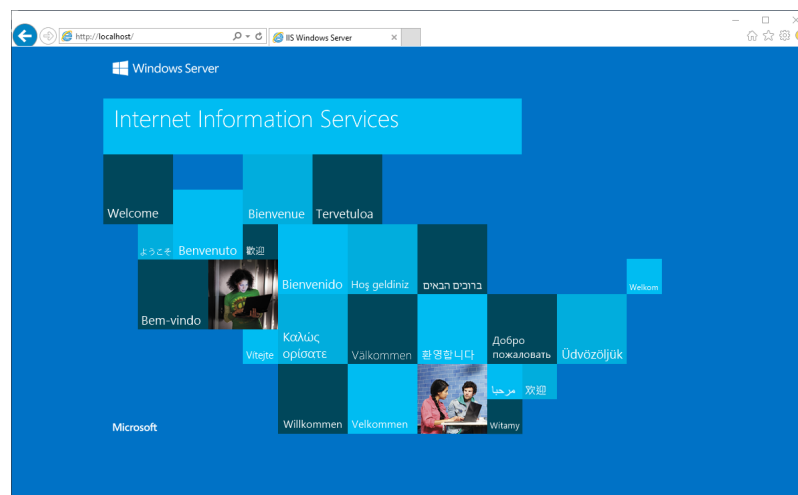 http://localhost/
IIS Windows Server
Windows Server
Internet Information Services
Welcome
Bienvenue
Tervetuloa
ようこそ
Benvenuto
歡迎
Bienvenido
Hoş geldiniz
ברוכים הבאים
Welkom
Bem-vindo
Vítejte
Καλώς
ορίσατε
Välkommen
환영합니다
Добро
пожаловать
Üdvözöljük
مرحبا
欢迎
Microsoft
Willkommen
Velkommen
Witamy